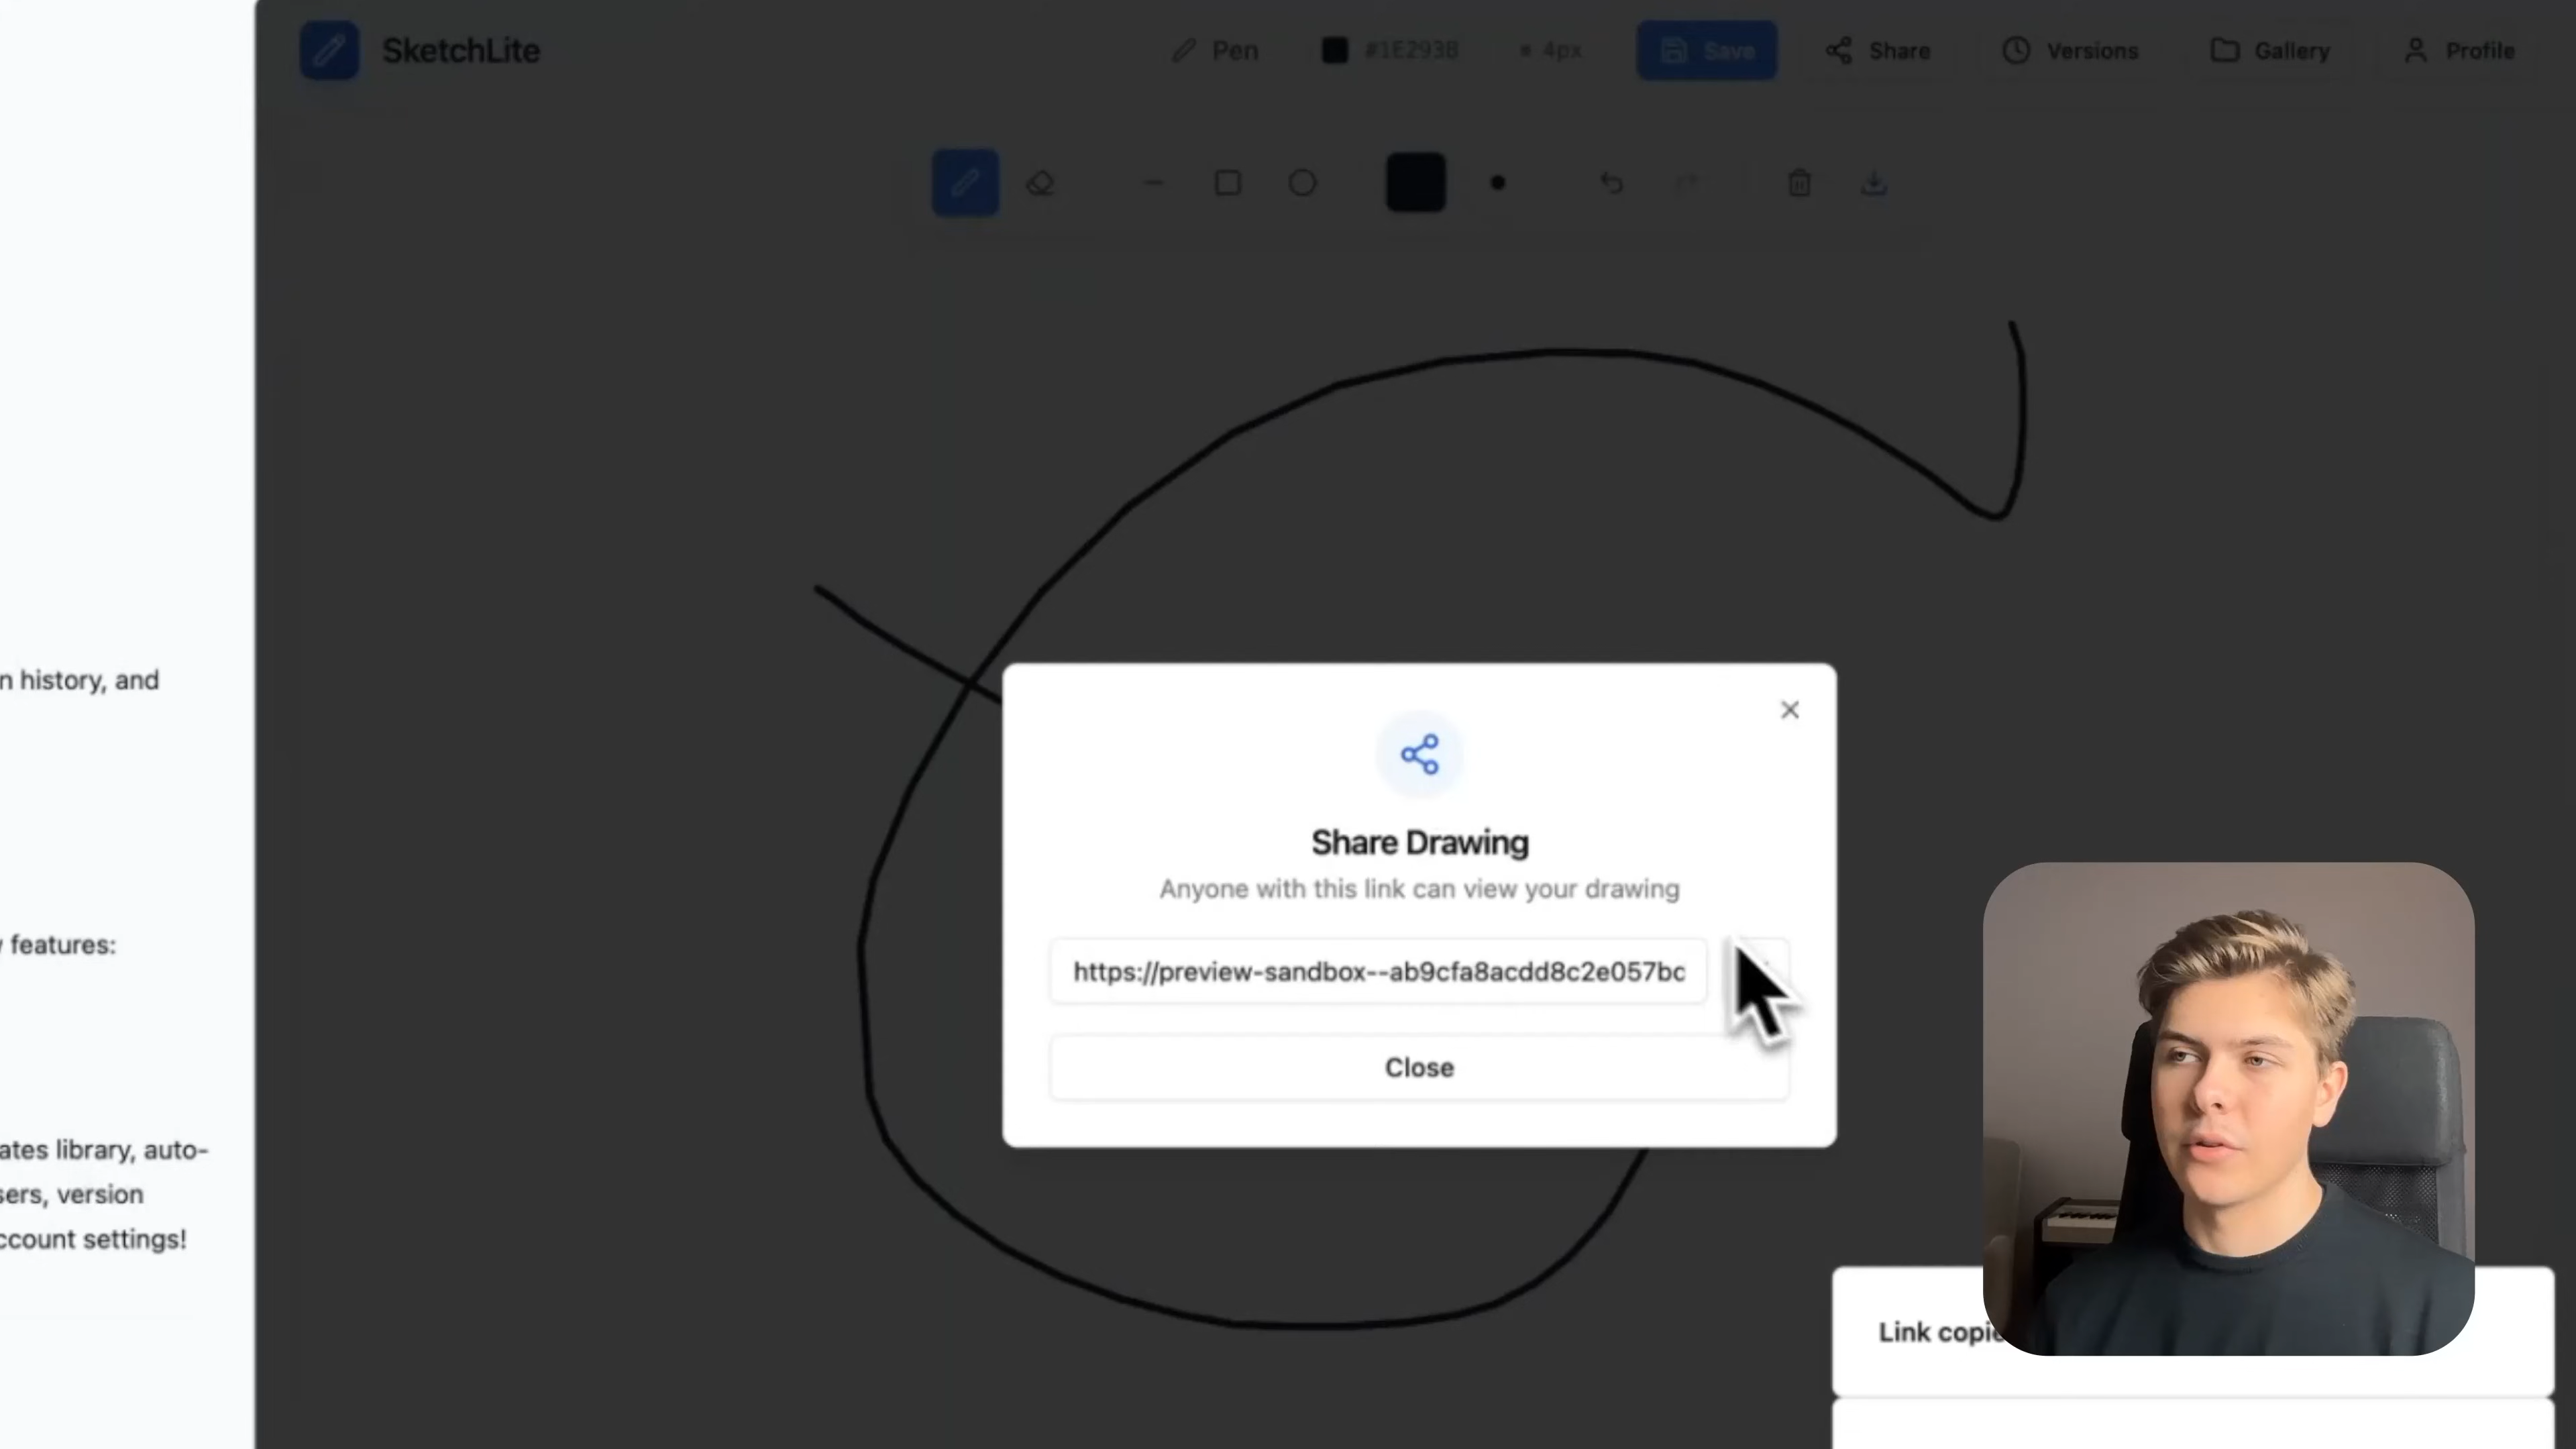 SketchLite
Pen
#1E293B
4px
Save
Share
Versions
Gallery
Profile
n history, and
features:
ates library, auto-
sers, version
ccount settings!
Share Drawing
Anyone with this link can view your drawing
https://preview-sandbox--ab9cfa8acdd8c2e057bc
Close
Link copie